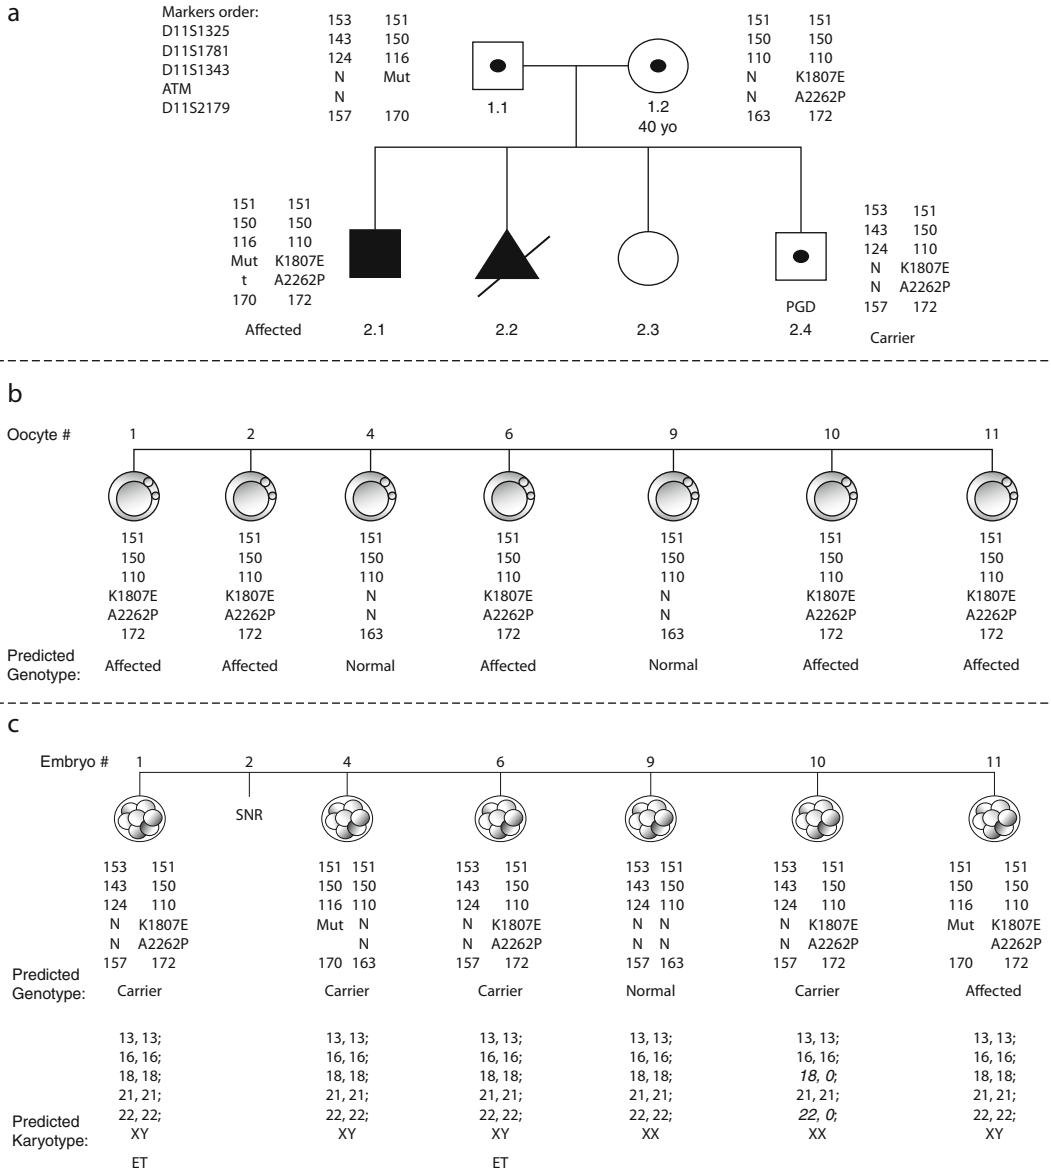 a
Markers order:
D11S1325
D11S1781
D11S1343
ATM
D11S2179
153 151
143 150
124 116
N Mut
N
157 170
1.1
1.2
40 yo
151 151
150 150
110 110
N K1807E
N A2262P
163 172
151 151
150 150
116 110
Mut K1807E
t A2262P
170 172
Affected
2.1
2.2
2.3
PGD
2.4
153 151
143 150
124 110
N K1807E
N A2262P
157 172
Carrier
b
Oocyte # 1 2 4 6 9 10 11
151 151 151 151 151 151 151
150 150 150 150 150 150 150
110 110 110 110 110 110 110
K1807E K1807E N K1807E N K1807E K1807E
A2262P A2262P N A2262P N A2262P A2262P
172 172 163 172 163 172 172
Predicted
Genotype: Affected Affected Normal Affected Normal Affected Affected
c
Embryo # 1 2 4 6 9 10 11
SNR
153 151 151 151 153 151 153 151 153 151 151 151
143 150 150 150 143 150 143 150 143 150 150 150
124 110 116 110 124 110 124 110 124 110 116 110
N K1807E Mut N N K1807E N N N K1807E Mut K1807E
N A2262P N N A2262P N N N A2262P A2262P
157 172 170 163 157 172 157 163 157 172 170 172
Predicted
Genotype: Carrier Carrier Carrier Normal Carrier Affected
13, 13; 13, 13; 13, 13; 13, 13; 13, 13; 13, 13;
16, 16; 16, 16; 16, 16; 16, 16; 16, 16; 16, 16;
18, 18; 18, 18; 18, 18; 18, 18; 18, 0; 18, 18;
21, 21; 21, 21; 21, 21; 21, 21; 21, 21; 21, 21;
22, 22; 22, 22; 22, 22; 22, 22; 22, 0; 22, 22;
Predicted
Karyotype: XY XY XY XX XX XY
ET ET